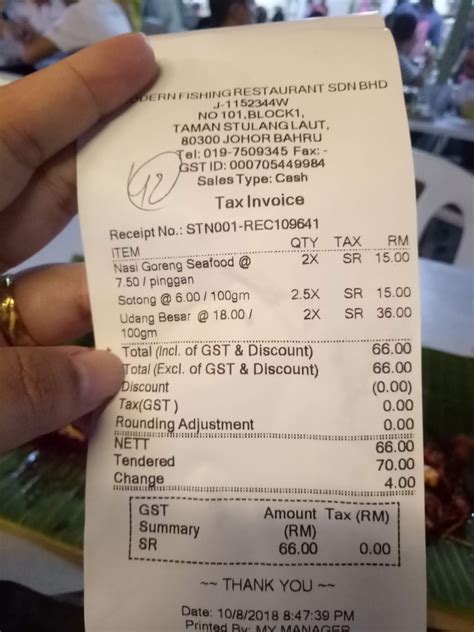 MODERN FISHING RESTAURANT SDN BHD
J-1152344W
NO 101,BLOCK1,
TAMAN STULANG LAUT,
80300 JOHOR BAHRU
Tel: 019-7509345 Fax: -
GST ID: 000705449984
Sales Type: Cash
Tax Invoice
Receipt No.: STN001-REC109641
ITEM QTY TAX RM
Nasi Goreng Seafood @ 2X SR 15.00
7.50 / pinggan
Sotong @ 6.00 / 100gm 2.5X SR 15.00
Udang Besar @ 18.00 / 2X SR 36.00
100gm
Total (Incl. of GST & Discount) 66.00
Total (Excl. of GST & Discount) 66.00
Discount (0.00)
Tax(GST ) 0.00
Rounding Adjustment 0.00
NETT 66.00
Tendered 70.00
Change 4.00
GST Amount Tax (RM)
Summary (RM)
SR 66.00 0.00
~~ THANK YOU ~~
Date: 10/8/2018 8:47:39 PM
Printed By: MY MANAGER